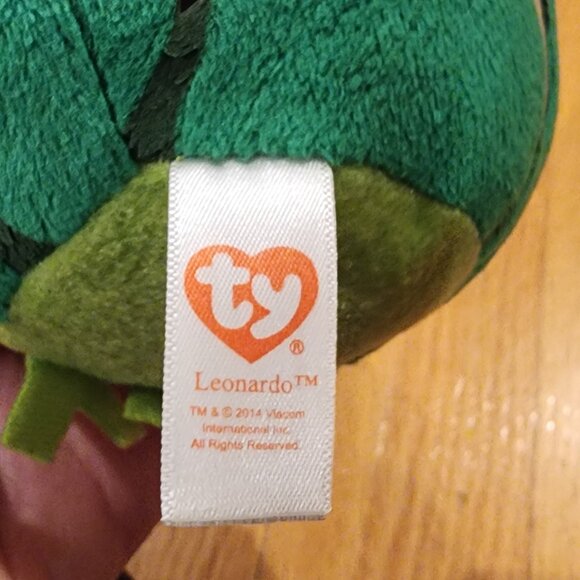 ty®
Leonardo™
TM & © 2014 Viacom
International Inc.
All Rights Reserved.